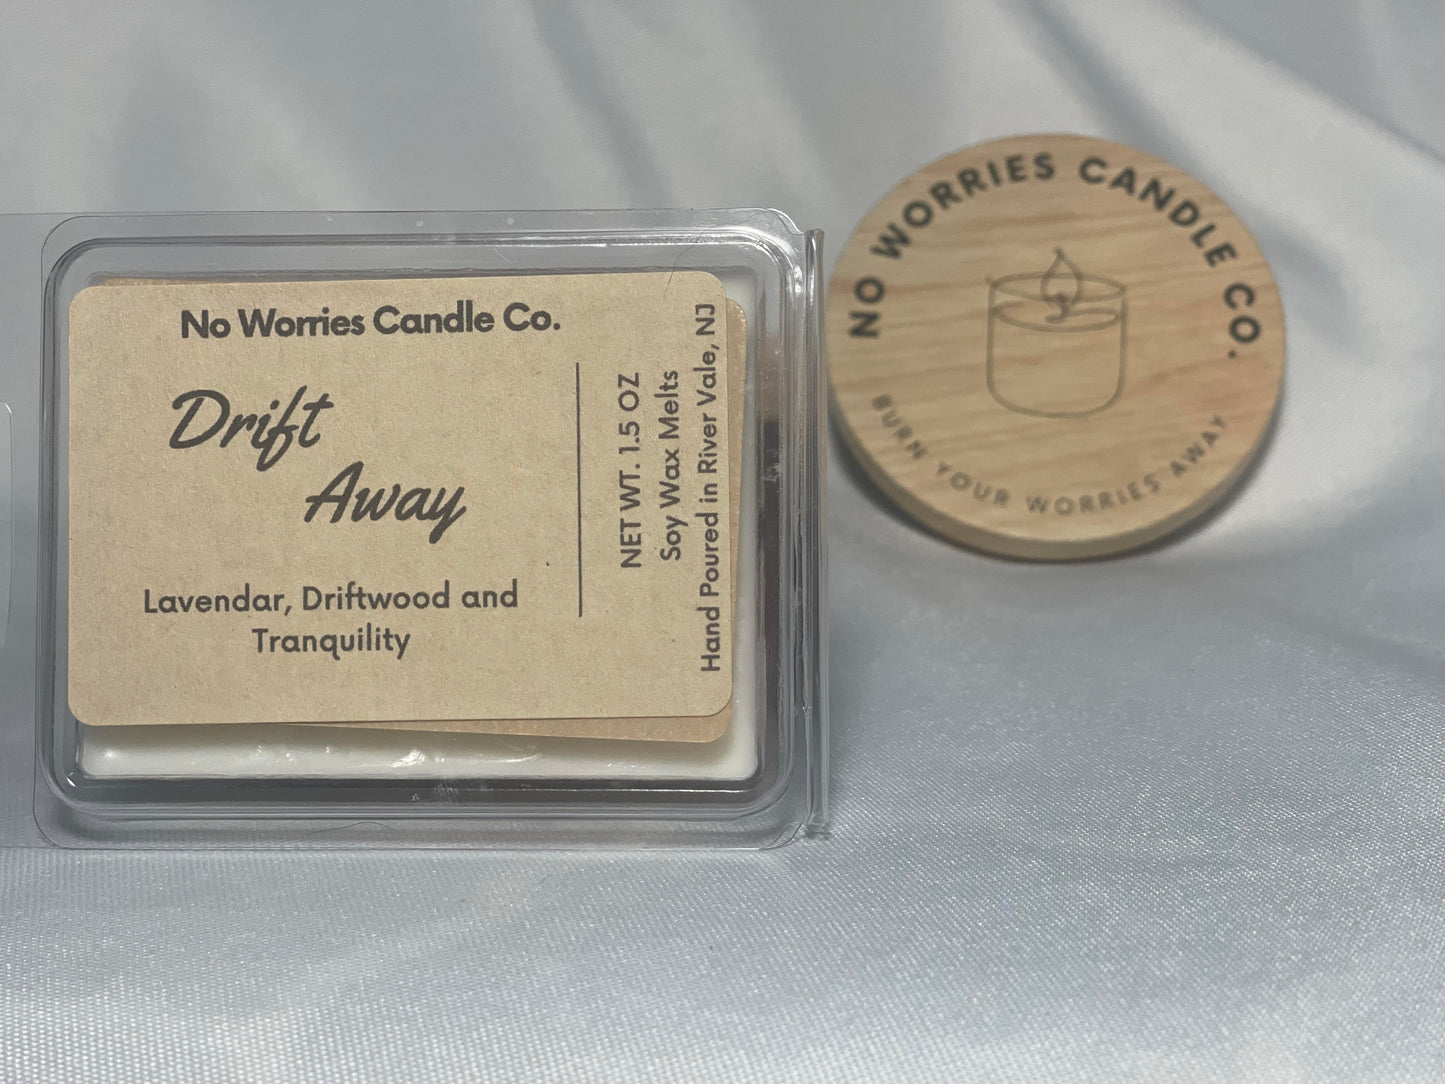 No Worries Candle Co.
Drift
Away
Lavendar, Driftwood and
Tranquility
NET WT. 1.5 OZ
Soy Wax Melts
Hand Poured in River Vale, NJ
NO WORRIES CANDLE CO.
BURN YOUR WORRIES AWAY